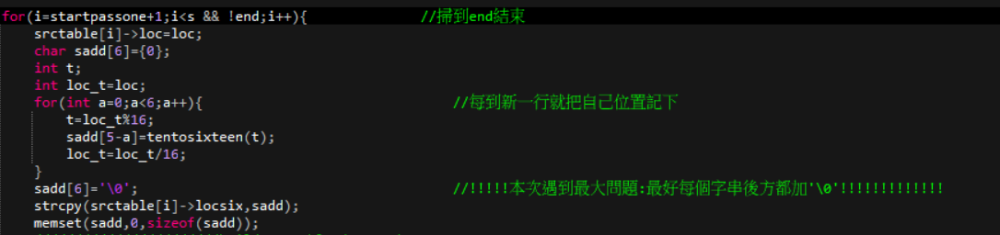 for(i=startpassone+1;i<s && !end;i++){ //掃到end結束
srctable[i]->loc=loc;
char sadd[6]={0};
int t;
int loc_t=loc;
for(int a=0;a<6;a++){ //每到新一行就把自己位置記下
t=loc_t%16;
sadd[5-a]=tentosixteen(t);
loc_t=loc_t/16;
}
sadd[6]='\0'; //!!!!!本次遇到最大問題:最好每個字串後方都加'\0'!!!!!!!!!!!!!
strcpy(srctable[i]->locsix,sadd);
memset(sadd,0,sizeof(sadd));